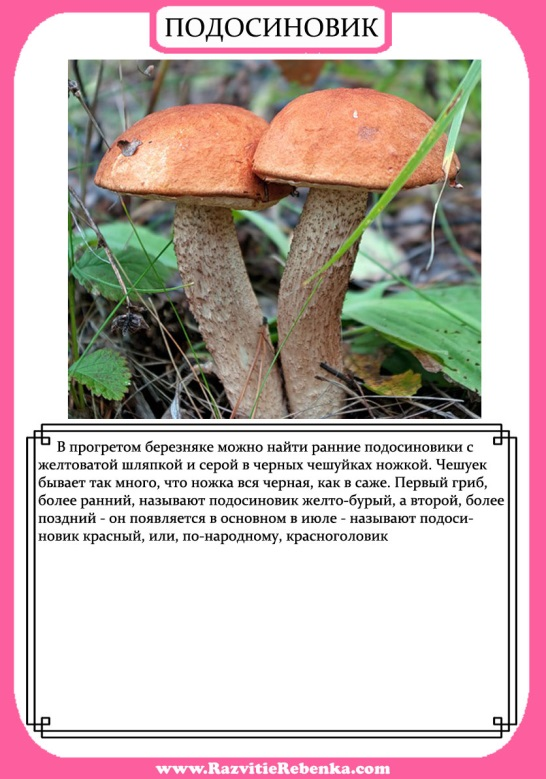 ПОДОСИНОВИК
В прогретом березняке можно найти ранние подосиновики с
желтоватой шляпкой и серой в черных чешуйках ножкой. Чешуек
бывает так много, что ножка вся черная, как в саже. Первый гриб,
более ранний, называют подосиновик желто-бурый, а второй, более
поздний - он появляется в основном в июле - называют подоси-
новик красный, или, по-народному, красноголовик
www.RazvitieRebenka.com